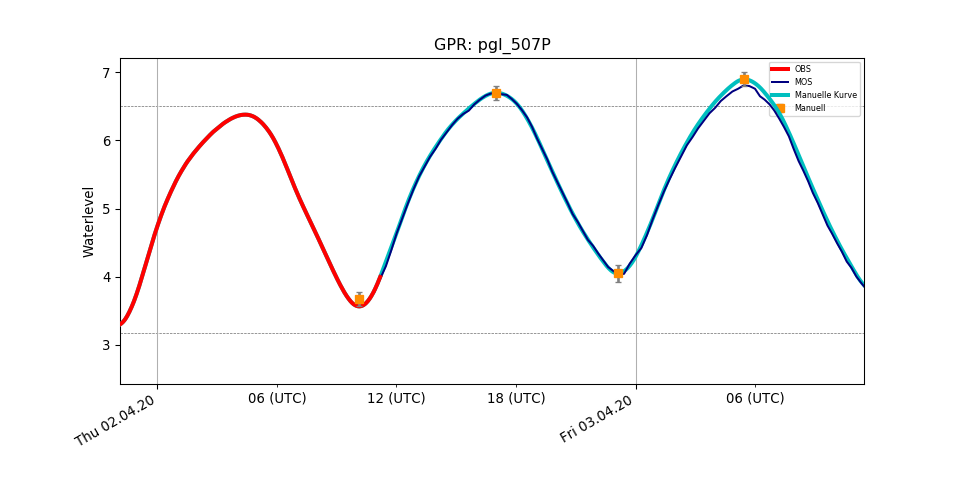 GPR: pgl_507P
OBS
MOS
Manuelle Kurve
Manuell
Waterlevel
7
6
5
4
3
Thu 02.04.20
06 (UTC)
12 (UTC)
18 (UTC)
Fri 03.04.20
06 (UTC)